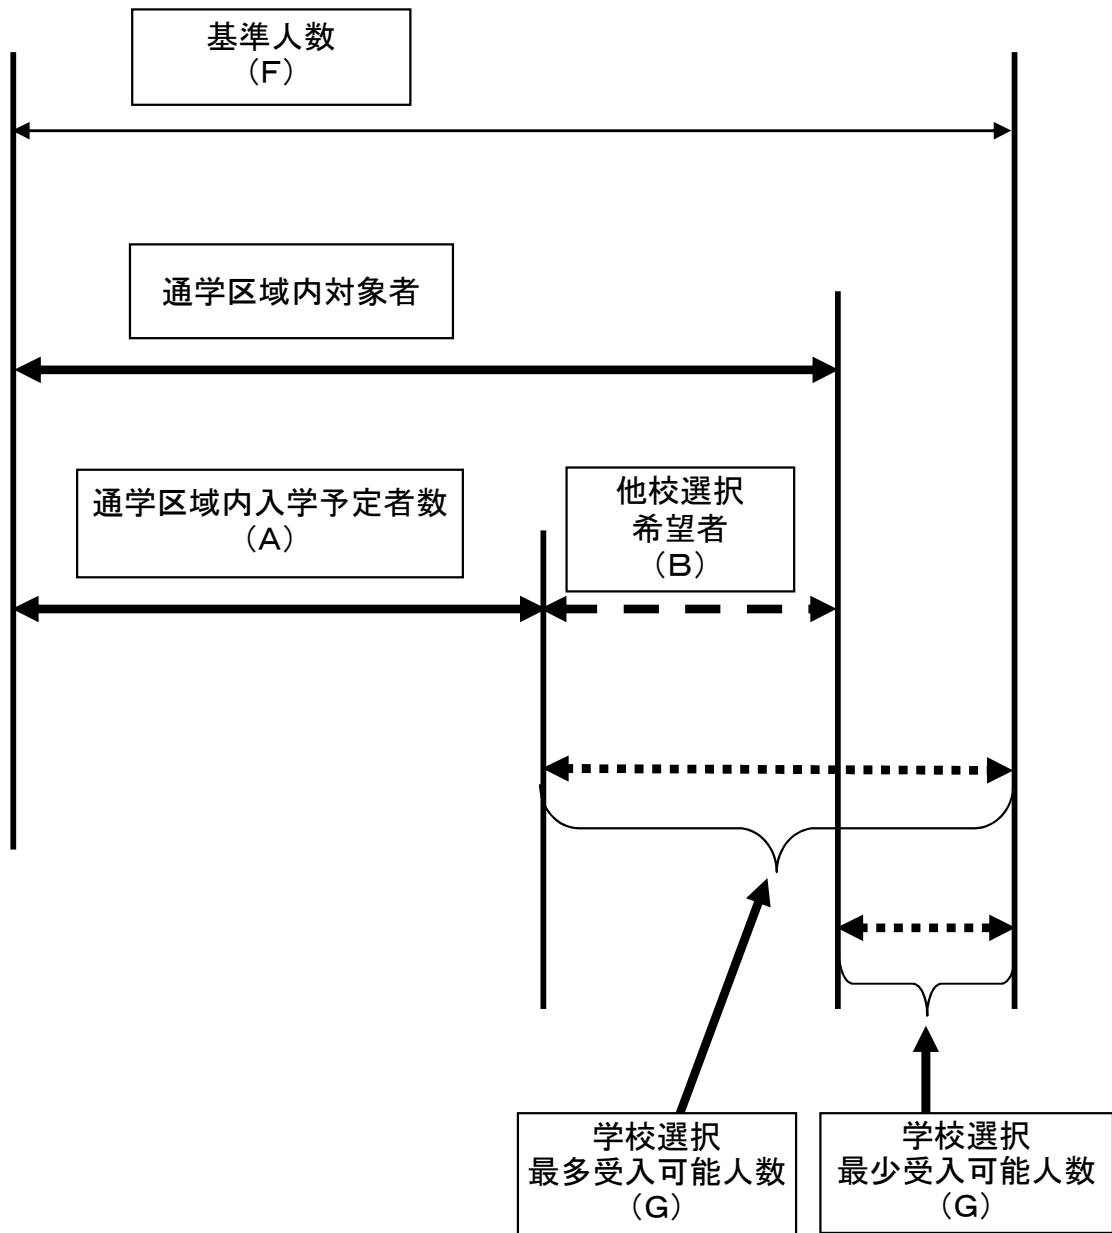 基準人数
(F)
通学区域内対象者
通学区域内入学予定者数
(A)
他校選択
希望者
(B)
学校選択
最多受入可能人数
(G)
学校選択
最少受入可能人数
(G)